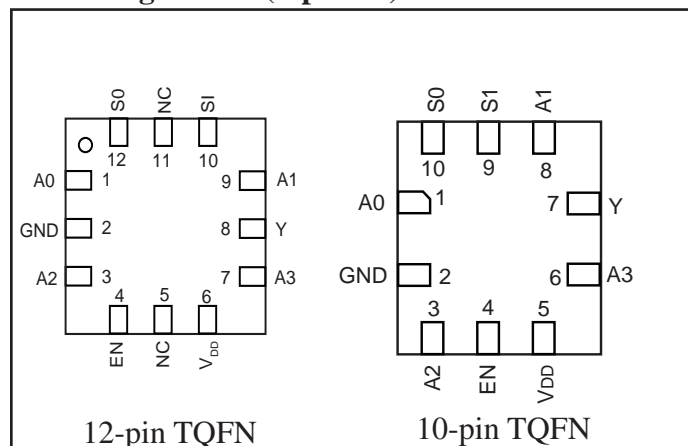 S0 NC SI
12 11 10
A0 1 9 A1
GND 2 8 Y
A2 3 7 A3
4 5 6
EN NC VDD
12-pin TQFN
S0 S1 A1
10 9 8
A0 1 7 Y
GND 2 6 A3
3 4 5
A2 EN VDD
10-pin TQFN